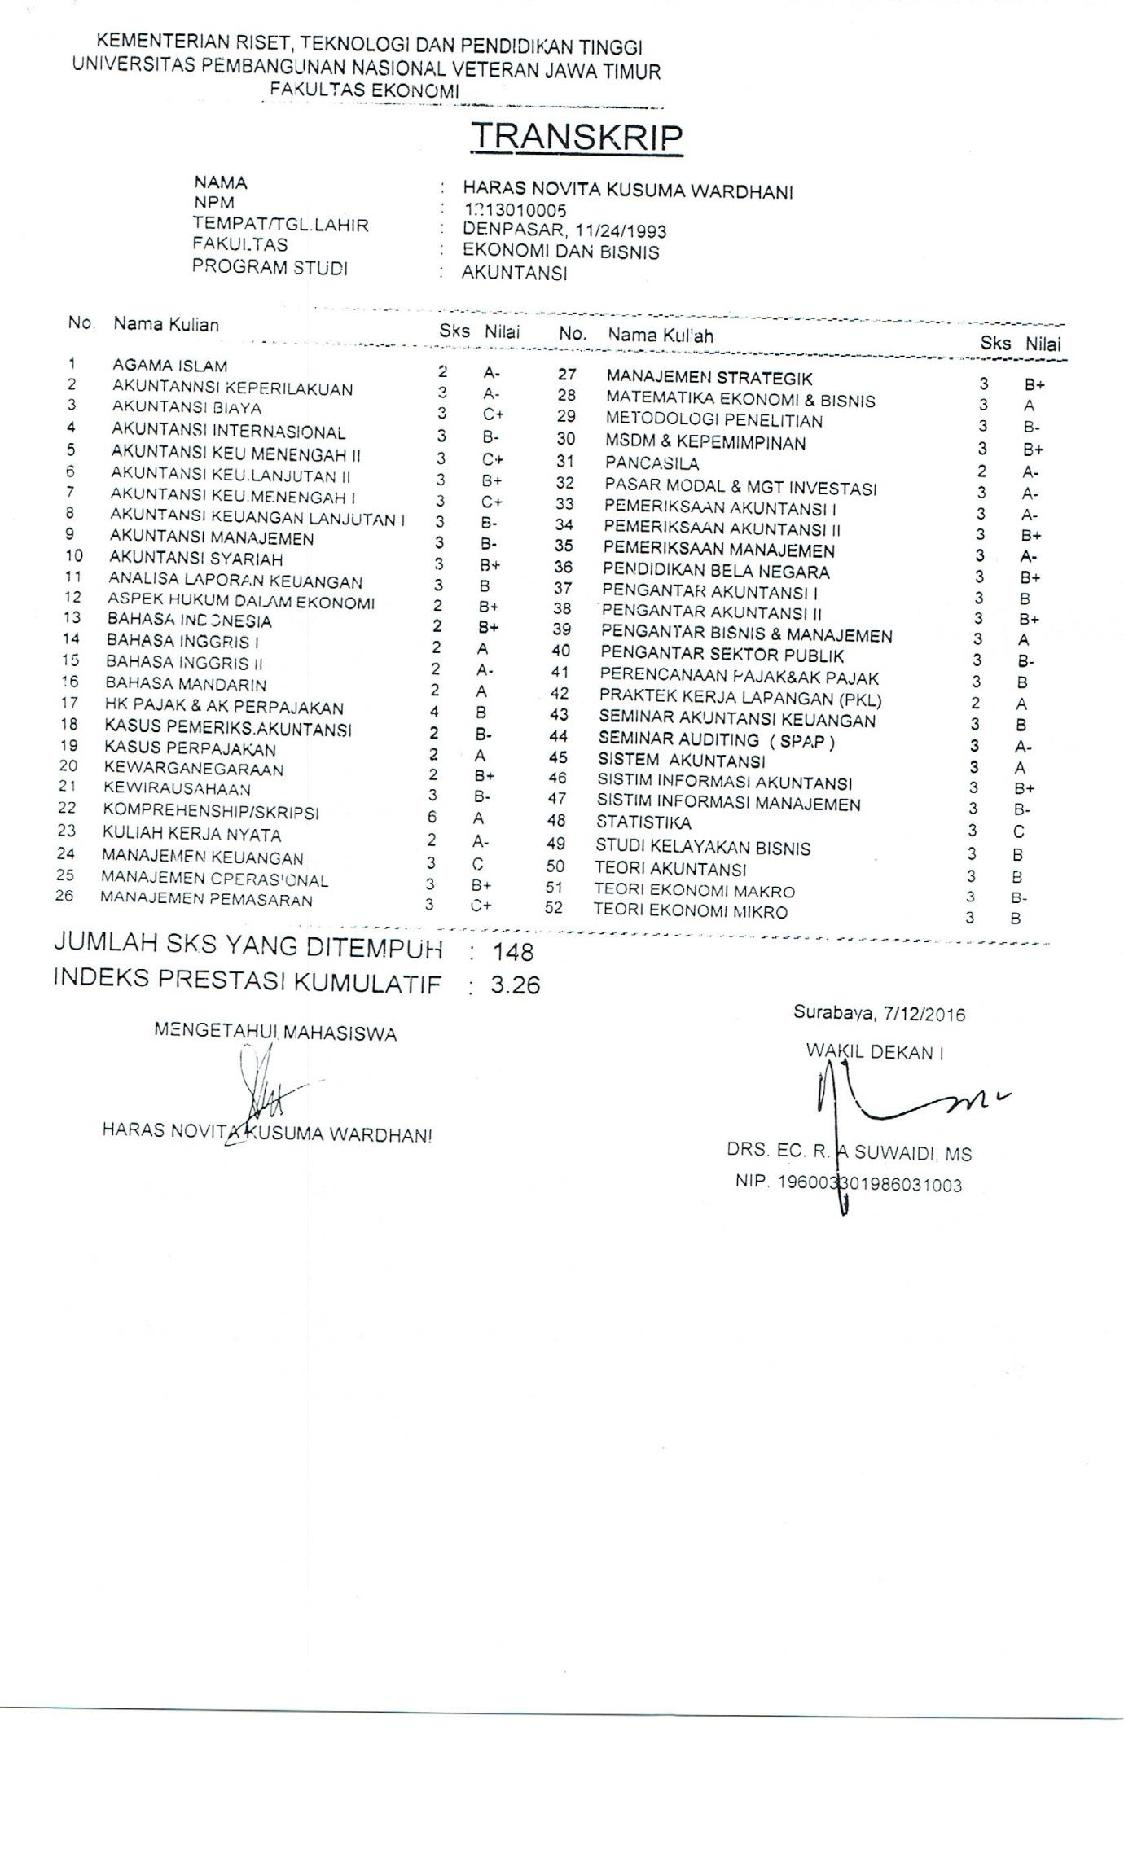 KEMENTERIAN RISET, TEKNOLOGI DAN PENDIDIKAN TINGGI
UNIVERSITAS PEMBANGUNAN NASIONAL VETERAN JAWA TIMUR
FAKULTAS EKONOMI
TRANSKRIP
NAMA : HARAS NOVITA KUSUMA WARDHANI
NPM : 1213010005
TEMPAT/TGL.LAHIR : DENPASAR, 11/24/1993
FAKULTAS : EKONOMI DAN BISNIS
PROGRAM STUDI : AKUNTANSI
No. Nama Kuliah Sks Nilai No. Nama Kuliah Sks Nilai
1 AGAMA ISLAM 2 A- 27 MANAJEMEN STRATEGIK 3 B+
2 AKUNTANNSI KEPERILAKUAN 3 A- 28 MATEMATIKA EKONOMI & BISNIS 3 A
3 AKUNTANSI BIAYA 3 C+ 29 METODOLOGI PENELITIAN 3 B-
4 AKUNTANSI INTERNASIONAL 3 B- 30 MSDM & KEPEMIMPINAN 3 B+
5 AKUNTANSI KEU MENENGAH II 3 C+ 31 PANCASILA 2 A-
6 AKUNTANSI KEU.LANJUTAN II 3 B+ 32 PASAR MODAL & MGT INVESTASI 3 A-
7 AKUNTANSI KEU.MENENGAH I 3 C+ 33 PEMERIKSAAN AKUNTANSI I 3 A-
8 AKUNTANSI KEUANGAN LANJUTAN I 3 B- 34 PEMERIKSAAN AKUNTANSI II 3 B+
9 AKUNTANSI MANAJEMEN 3 B- 35 PEMERIKSAAN MANAJEMEN 3 A-
10 AKUNTANSI SYARIAH 3 B+ 36 PENDIDIKAN BELA NEGARA 3 B+
11 ANALISA LAPORAN KEUANGAN 3 B 37 PENGANTAR AKUNTANSI I 3 B
12 ASPEK HUKUM DALAM EKONOMI 2 B+ 38 PENGANTAR AKUNTANSI II 3 B+
13 BAHASA INDONESIA 2 B+ 39 PENGANTAR BISNIS & MANAJEMEN 3 A
14 BAHASA INGGRIS I 2 A 40 PENGANTAR SEKTOR PUBLIK 3 B-
15 BAHASA INGGRIS II 2 A- 41 PERENCANAAN PAJAK&AK PAJAK 3 B
16 BAHASA MANDARIN 2 A 42 PRAKTEK KERJA LAPANGAN (PKL) 2 A
17 HK PAJAK & AK PERPAJAKAN 4 B 43 SEMINAR AKUNTANSI KEUANGAN 3 B
18 KASUS PEMERIKS.AKUNTANSI 2 B- 44 SEMINAR AUDITING ( SPAP ) 3 A-
19 KASUS PERPAJAKAN 2 A 45 SISTEM AKUNTANSI 3 A
20 KEWARGANEGARAAN 2 B+ 46 SISTIM INFORMASI AKUNTANSI 3 B+
21 KEWIRAUSAHAAN 3 B- 47 SISTIM INFORMASI MANAJEMEN 3 B-
22 KOMPREHENSHIP/SKRIPSI 6 A 48 STATISTIKA 3 C
23 KULIAH KERJA NYATA 2 A- 49 STUDI KELAYAKAN BISNIS 3 B
24 MANAJEMEN KEUANGAN 3 C 50 TEORI AKUNTANSI 3 B
25 MANAJEMEN OPERASIONAL 3 B+ 51 TEORI EKONOMI MAKRO 3 B-
26 MANAJEMEN PEMASARAN 3 C+ 52 TEORI EKONOMI MIKRO 3 B
JUMLAH SKS YANG DITEMPUH : 148
INDEKS PRESTASI KUMULATIF : 3.26
Surabaya, 7/12/2016
MENGETAHUI MAHASISWA
WAKIL DEKAN I
HARAS NOVITA KUSUMA WARDHANI
DRS. EC. R. A SUWAIDI, MS
NIP. 196003301986031003